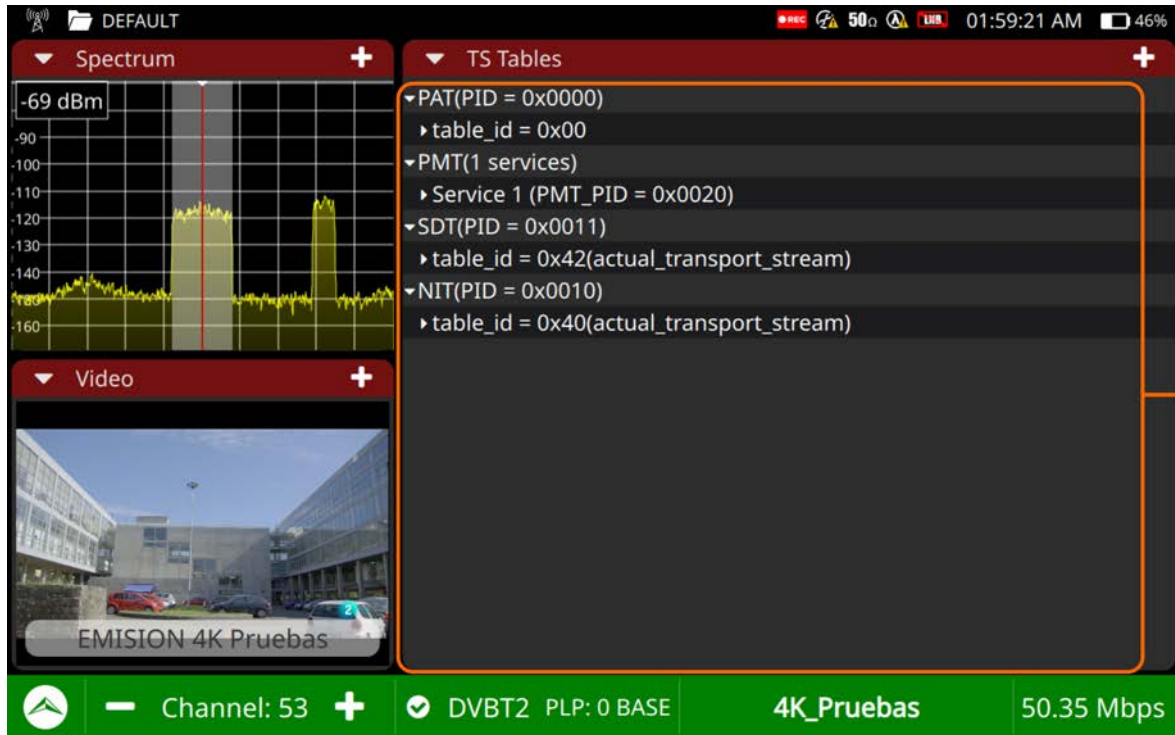 DEFAULT
REC 50Ω LNB 01:59:21 AM 46%
Spectrum
-69 dBm
-90
-100
-110
-120
-130
-140
-160
Video
2
EMISION 4K Pruebas
TS Tables
PAT(PID = 0x0000)
table_id = 0x00
PMT(1 services)
Service 1 (PMT_PID = 0x0020)
SDT(PID = 0x0011)
table_id = 0x42(actual_transport_stream)
NIT(PID = 0x0010)
table_id = 0x40(actual_transport_stream)
Channel: 53 DVBT2 PLP: 0 BASE 4K_Pruebas 50.35 Mbps